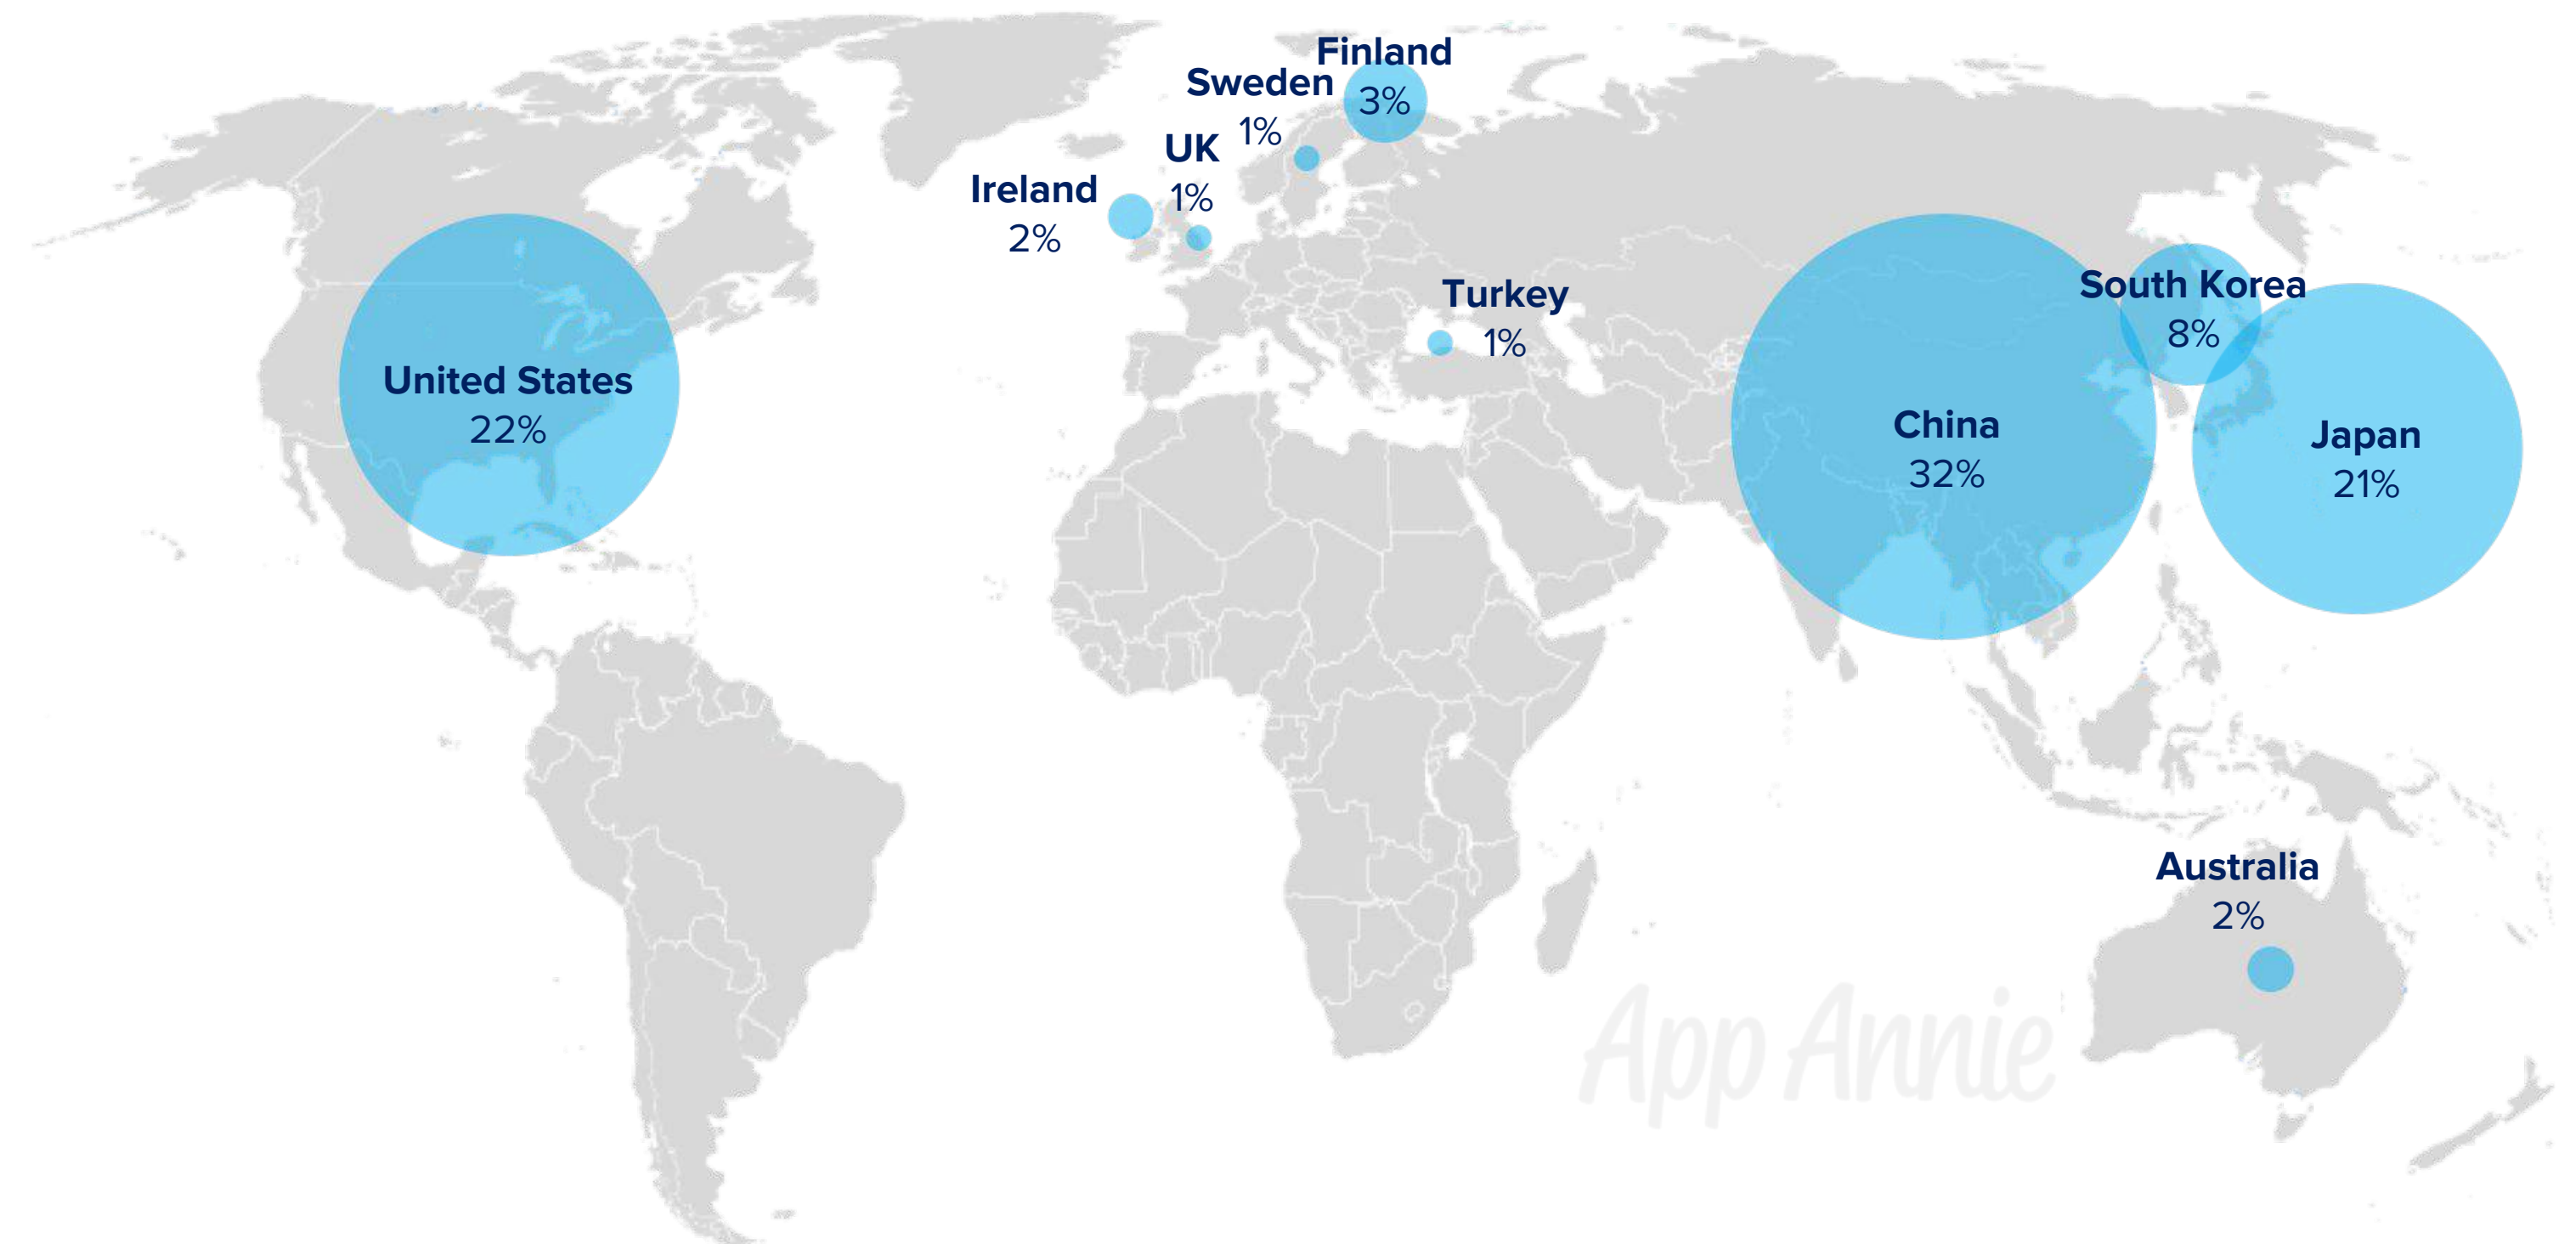 Finland
3%
Sweden
1%
UK
1%
Ireland
2%
Turkey
1%
United States
22%
China
32%
South Korea
8%
Japan
21%
Australia
2%
App Annie